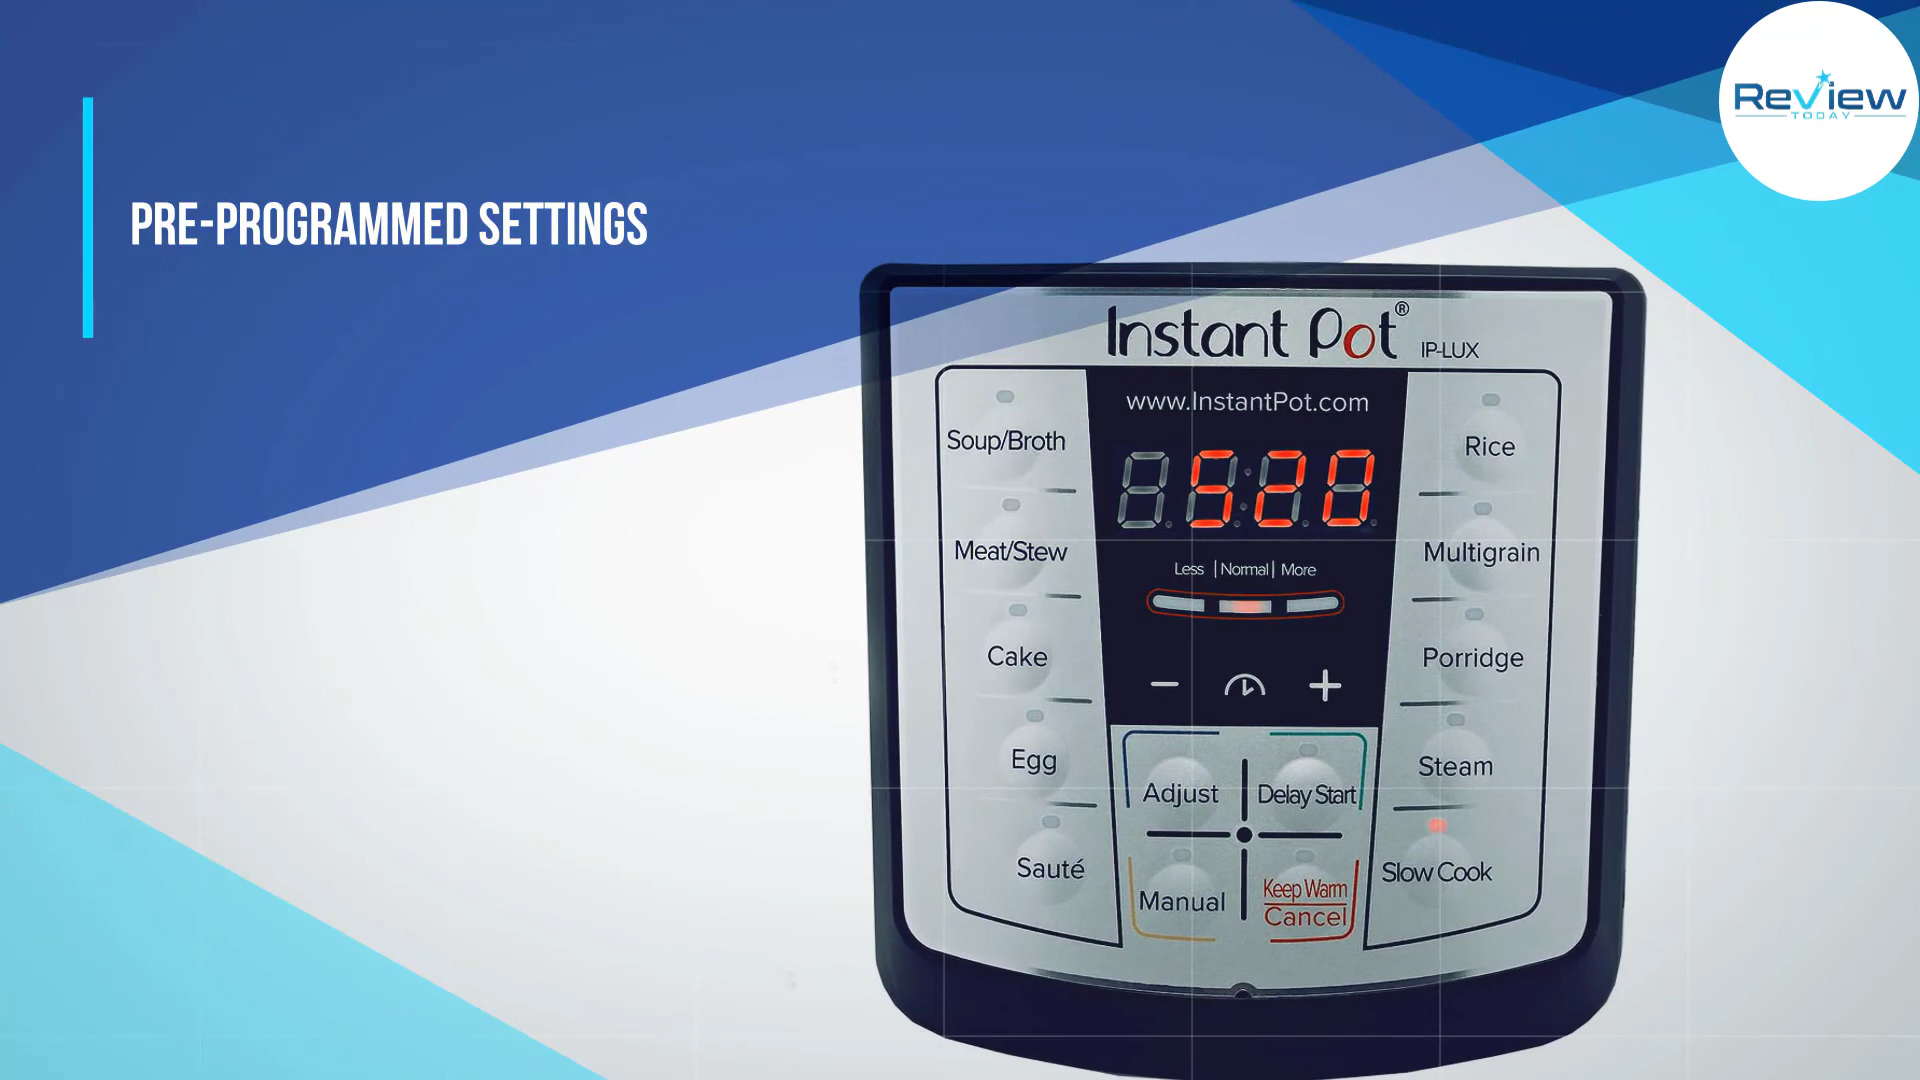 Review
TODAY
PRE-PROGRAMMED SETTINGS
Instant Pot® IP-LUX
www.InstantPot.com
520
Less | Normal | More
Soup/Broth
Meat/Stew
Cake
Egg
Sauté
Rice
Multigrain
Porridge
Steam
Slow Cook
- +
Adjust
Delay Start
Manual
Keep Warm
Cancel